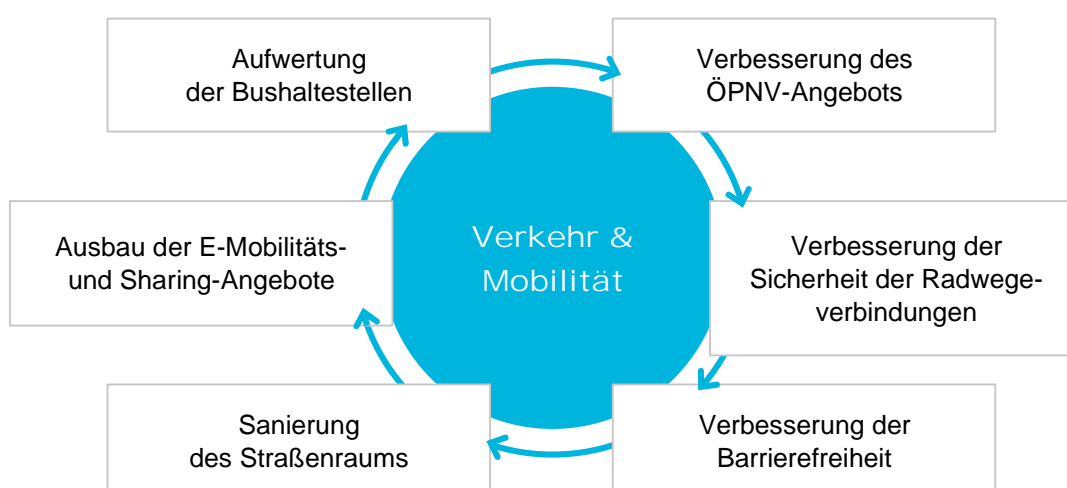 Aufwertung
der Bushaltestellen
Verbesserung des
ÖPNV-Angebots
Ausbau der E-Mobilitäts-
und Sharing-Angebote
Verkehr &
Mobilität
Verbesserung der
Sicherheit der Radwege-
verbindungen
Sanierung
des Straßenraums
Verbesserung der
Barrierefreiheit